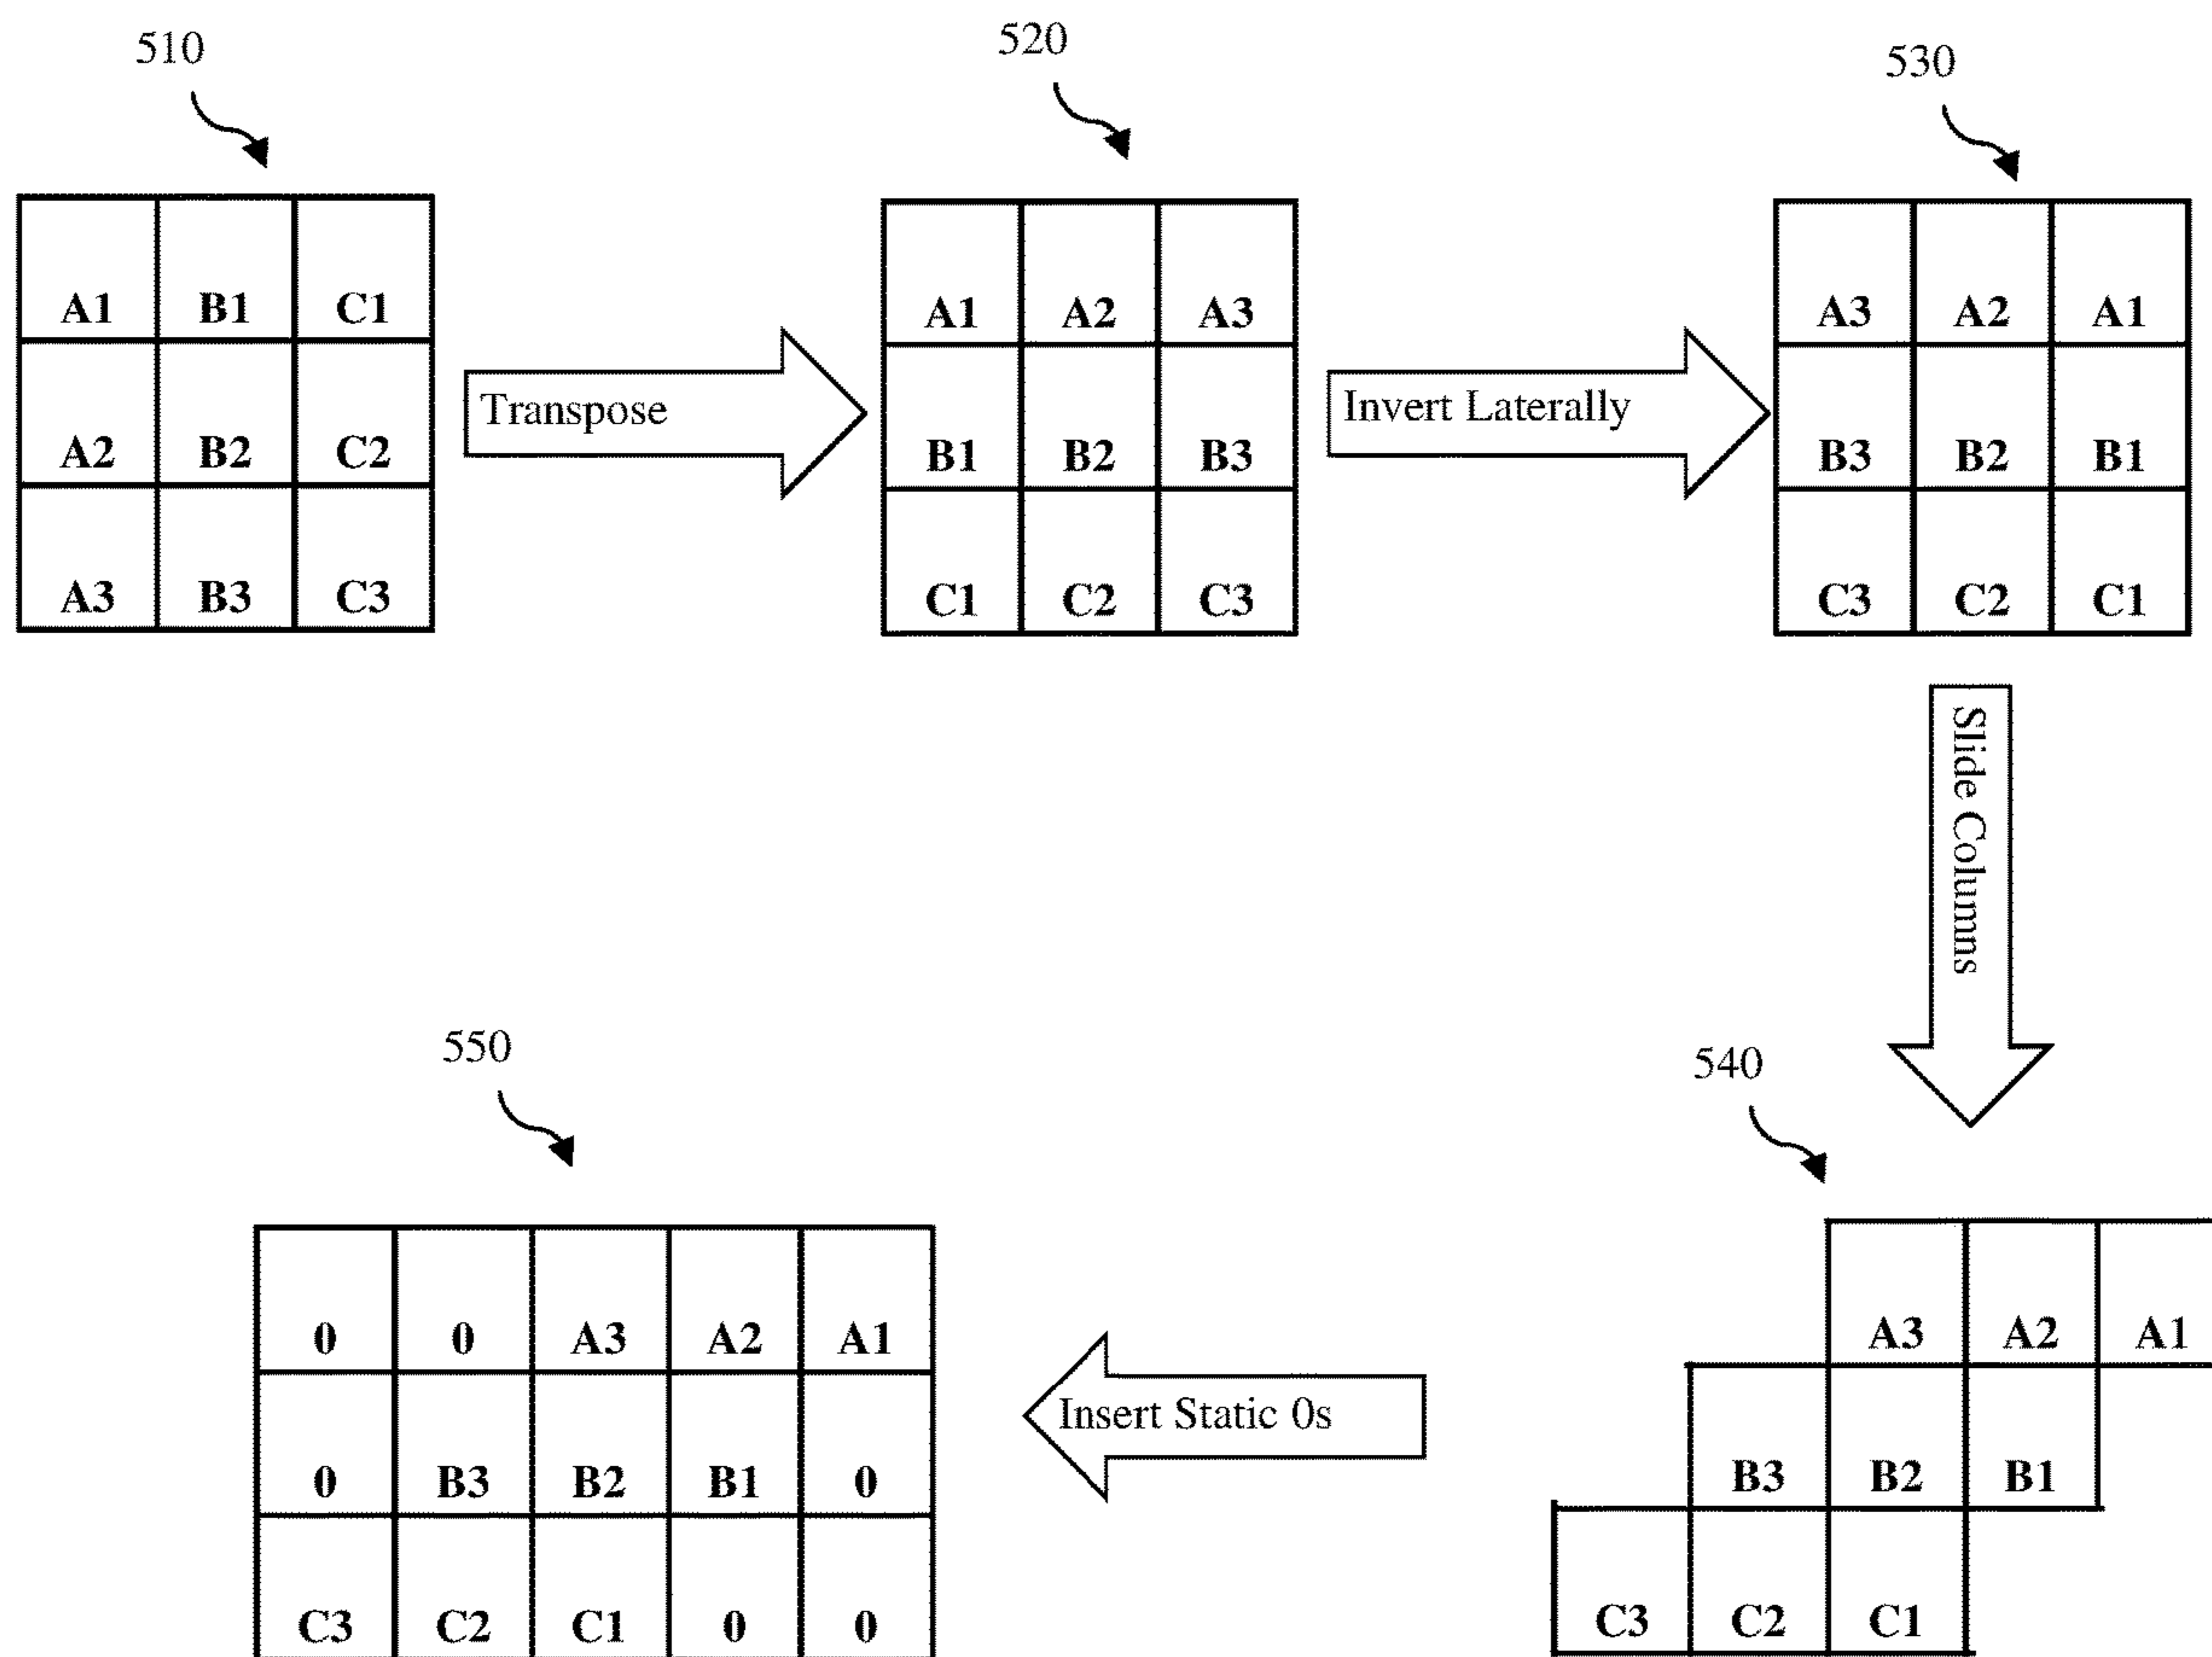 510
520
530
A1 B1 C1
A2 B2 C2
A3 B3 C3
Transpose
A1 A2 A3
B1 B2 B3
C1 C2 C3
Invert Laterally
A3 A2 A1
B3 B2 B1
C3 C2 C1
Slide Columns
540
A3 A2 A1
B3 B2 B1
C3 C2 C1
Insert Static 0s
550
0 0 A3 A2 A1
0 B3 B2 B1 0
C3 C2 C1 0 0